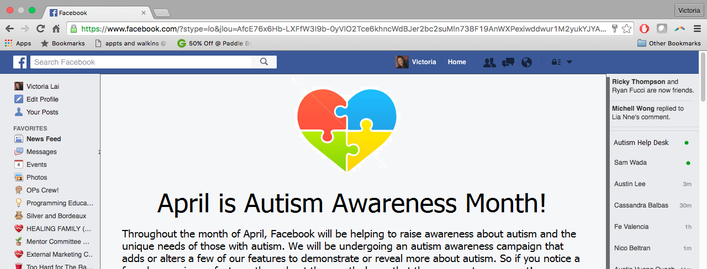 Victoria
Facebook
https://www.facebook.com/?stype=lo&jlou=AfcE76x6Hb-LXFfW3I9b-0yVlO2Tce6khncWdBJer2bc2suMln738F19AnWXPexiwddwur1M2yukYJYA...
Apps
Bookmarks
appts and walkins @
50% Off @ Paddle B
Other Bookmarks
Search Facebook
Victoria
Home
Victoria Lai
Edit Profile
Your Posts
FAVORITES
News Feed
Messages
Events
Photos
OPs Crew!
Programming Educa...
Silver and Bordeaux
HEALING FAMILY (...
Mentor Committee ...
External Marketing C...
Top Hard for The Ba
2
April is Autism Awareness Month!
Throughout the month of April, Facebook will be helping to raise awareness about autism and the
unique needs of those with autism. We will be undergoing an autism awareness campaign that
adds or alters a few of our features to demonstrate or reveal more about autism. So if you notice a
Ricky Thompson and
Ryan Fucci are now friends.
Michell Wong replied to
Lia Nne's comment.
Autism Help Desk
Sam Wada
Austin Lee 3m
Cassandra Balbas 30m
Fe Valencia 1h
Nico Beltran 1m